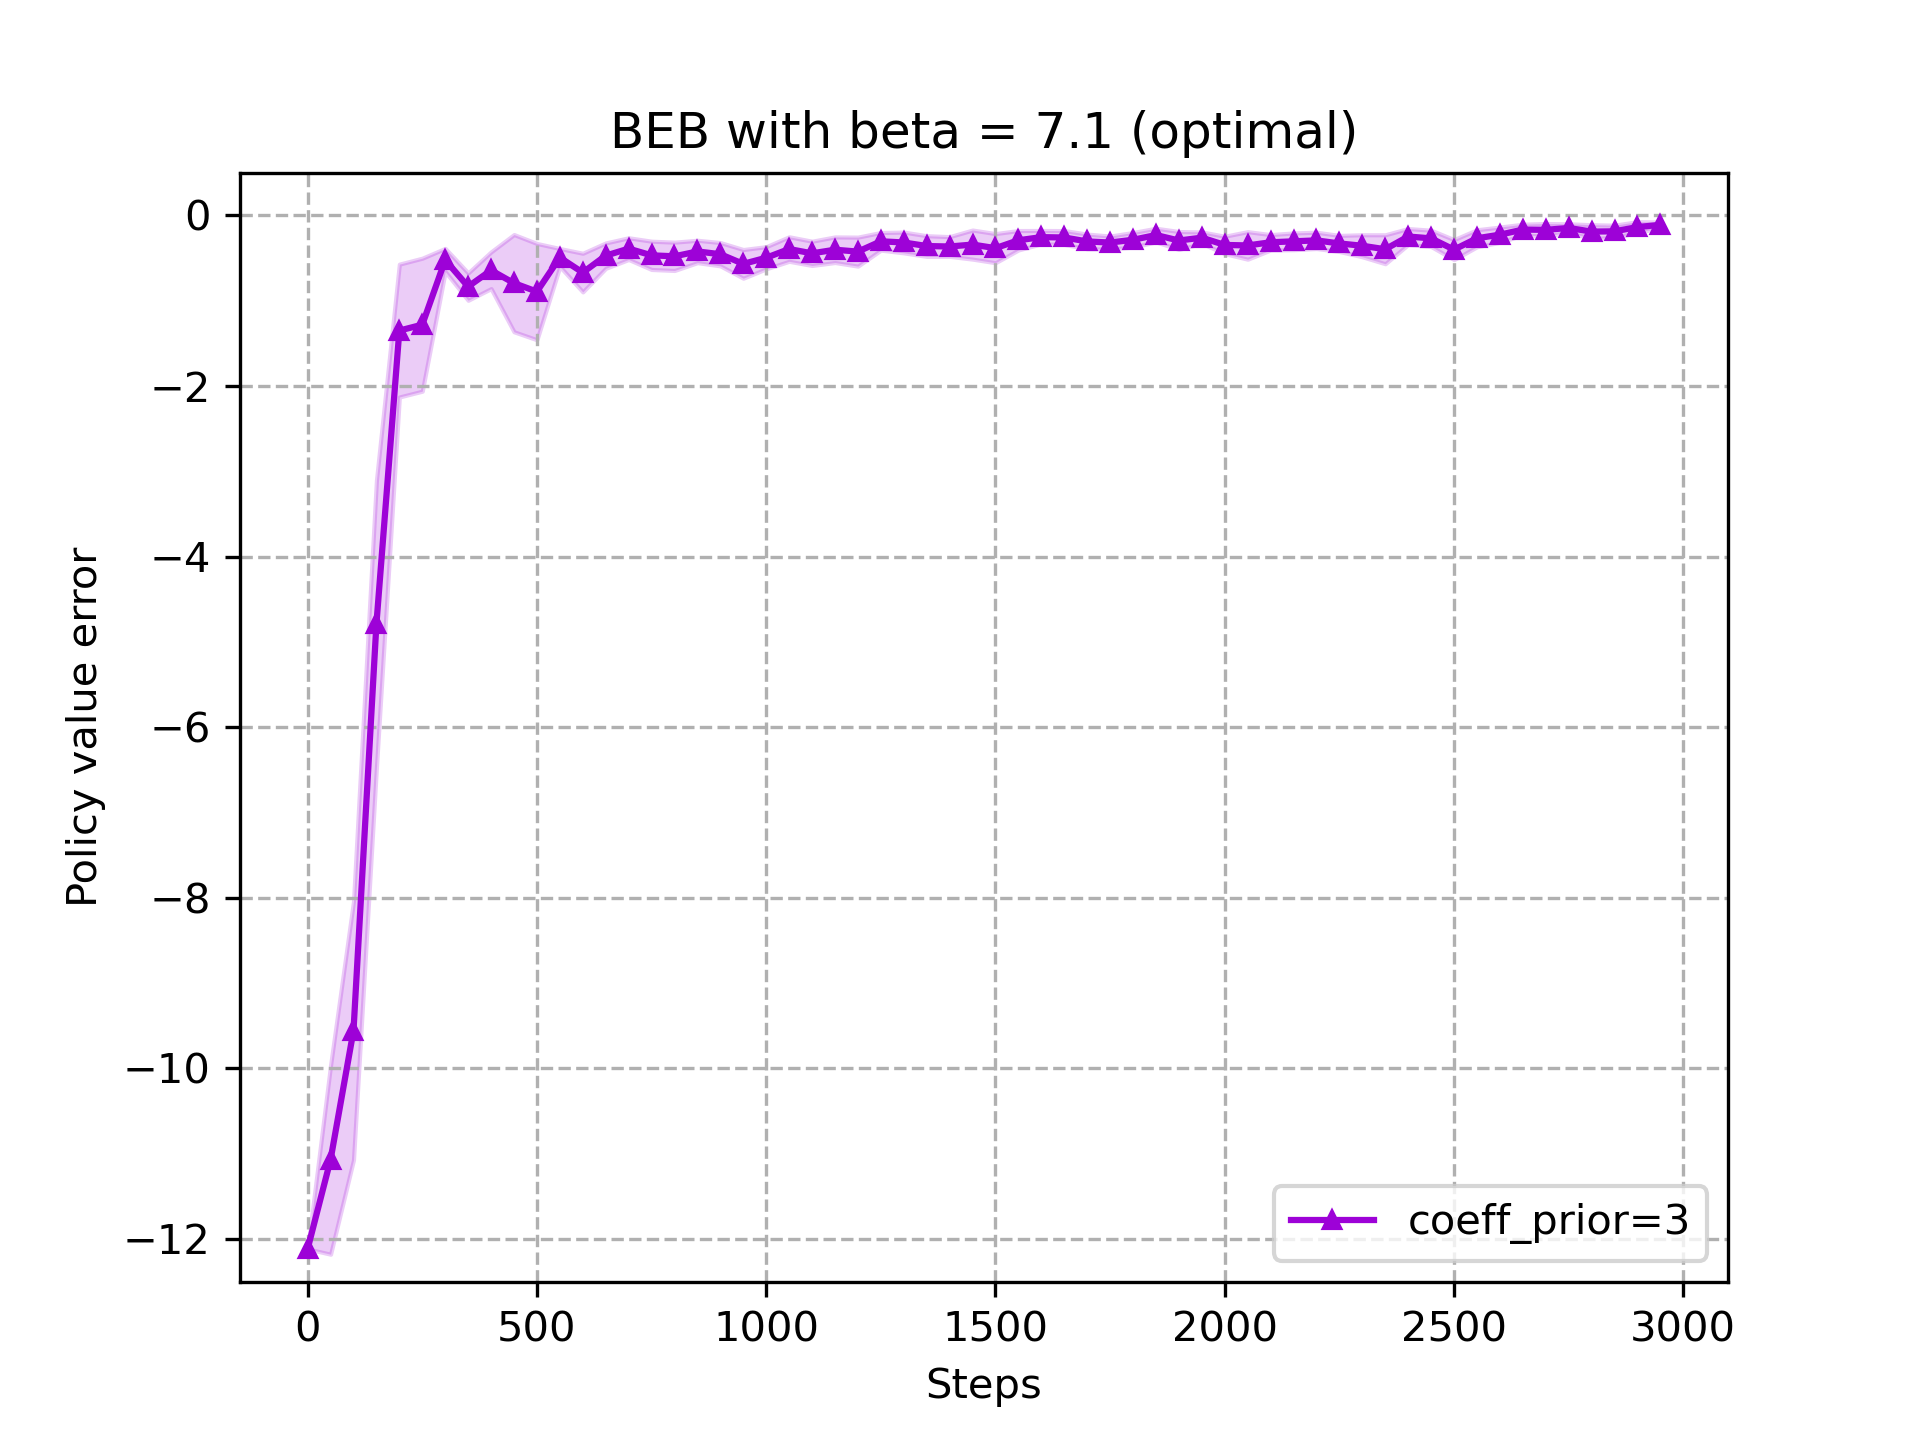 BEB with beta = 7.1 (optimal)
Policy value error
0
−2
−4
−6
−8
−10
−12
coeff_prior=3
0 500 1000 1500 2000 2500 3000
Steps